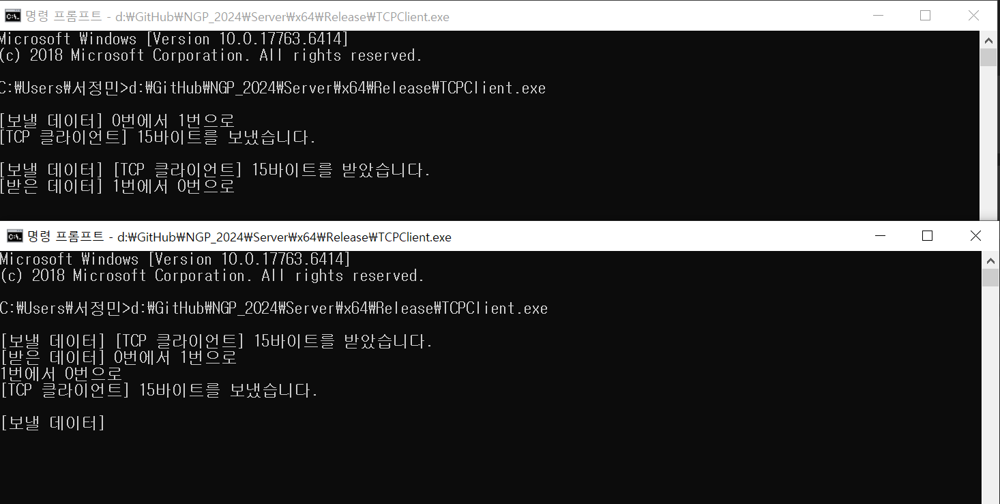 명령 프롬프트 - d:₩GitHub₩NGP_2024₩Server₩x64₩Release₩TCPClient.exe
Microsoft Windows [Version 10.0.17763.6414]
(c) 2018 Microsoft Corporation. All rights reserved.
C:₩Users₩서정민>d:₩GitHub₩NGP_2024₩Server₩x64₩Release₩TCPClient.exe
[보낼 데이터] 0번에서 1번으로
[TCP 클라이언트] 15바이트를 보냈습니다.
[보낼 데이터] [TCP 클라이언트] 15바이트를 받았습니다.
[받은 데이터] 1번에서 0번으로
명령 프롬프트 - d:₩GitHub₩NGP_2024₩Server₩x64₩Release₩TCPClient.exe
Microsoft Windows [Version 10.0.17763.6414]
(c) 2018 Microsoft Corporation. All rights reserved.
C:₩Users₩서정민>d:₩GitHub₩NGP_2024₩Server₩x64₩Release₩TCPClient.exe
[보낼 데이터] [TCP 클라이언트] 15바이트를 받았습니다.
[받은 데이터] 0번에서 1번으로
1번에서 0번으로
[TCP 클라이언트] 15바이트를 보냈습니다.
[보낼 데이터]